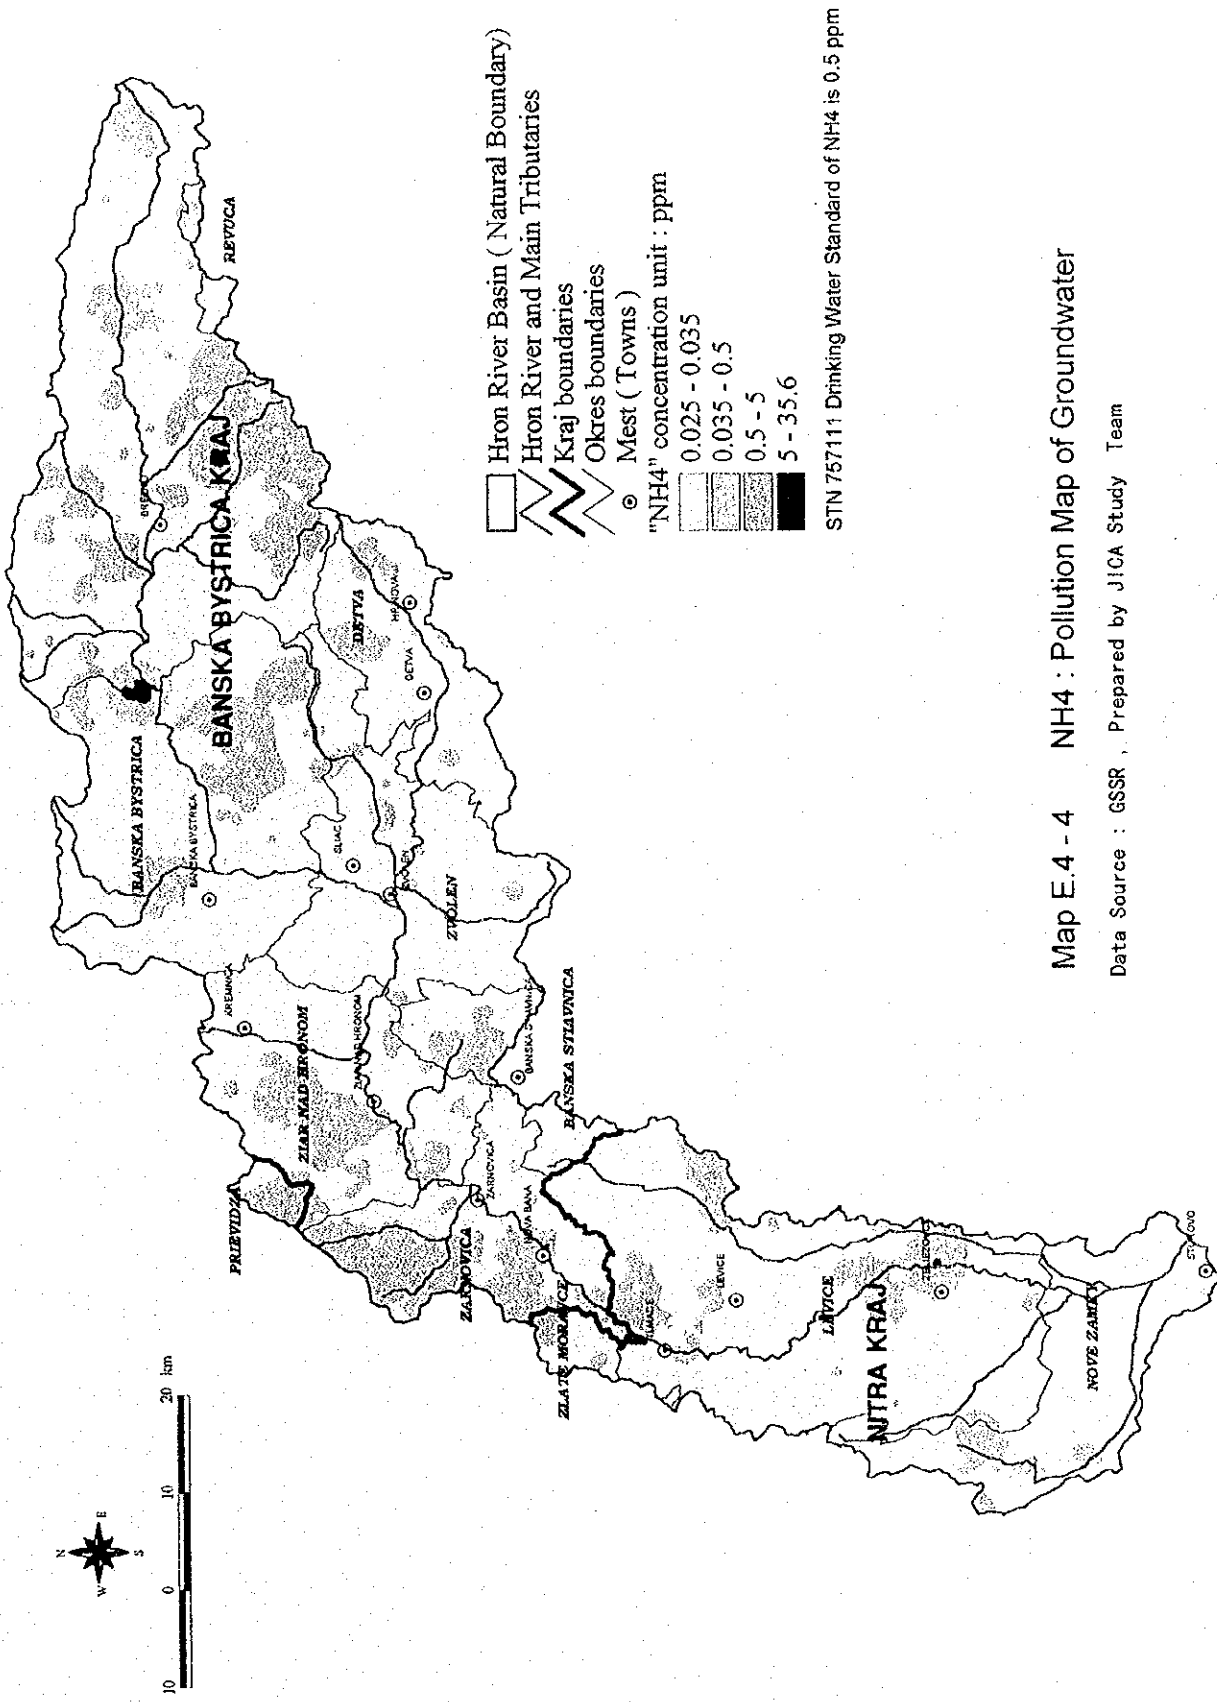 Hron River Basin ( Natural Boundary)
Hron River and Main Tributaries
Kraj boundaries
Okres boundaries
Mest ( Towns )
"NH4" concentration unit : ppm
0.025 - 0.035
0.035 - 0.5
0.5 - 5
5 - 35.6
STN 757111 Drinking Water Standard of NH4 is 0.5 ppm
Map E.4 - 4 NH4 : Pollution Map of Groundwater
Data Source : GSSR , Prepared by JICA Study Team
10 0 10 20 km
N
W E
S
BANSKA BYSTRICA KRAJ
NITRA KRAJ
REVUCA
BANSKA BYSTRICA
BANSKA BYSTRICA
DETVA
DETVA
SLIAC
ZVOLEN
KREMNICA
ZIAR NAD HRONOM
ZIAR NAD HRONOM
BANSKA STIAVNICA
BANSKA STIAVNICA
PRIEVIDZA
ZARNOVICA
ZARNOVICA
NOVA BANA
ZLATE MORAVCE
LEVICE
LEVICE
NOVE ZAMKY